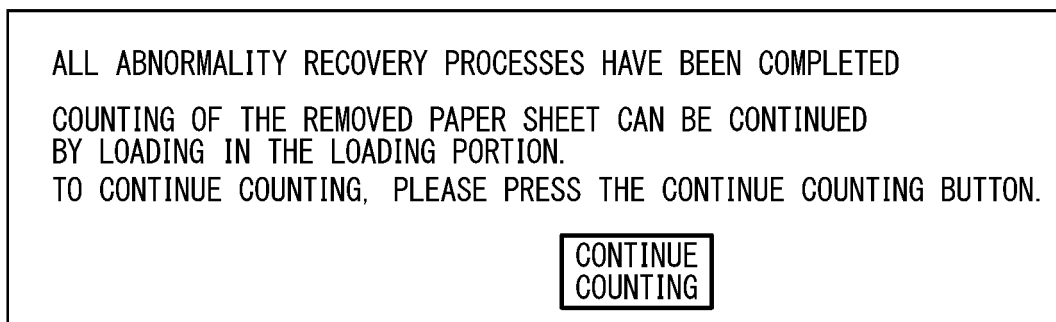 ALL ABNORMALITY RECOVERY PROCESSES HAVE BEEN COMPLETED
COUNTING OF THE REMOVED PAPER SHEET CAN BE CONTINUED
BY LOADING IN THE LOADING PORTION.
TO CONTINUE COUNTING, PLEASE PRESS THE CONTINUE COUNTING BUTTON.
CONTINUE
COUNTING